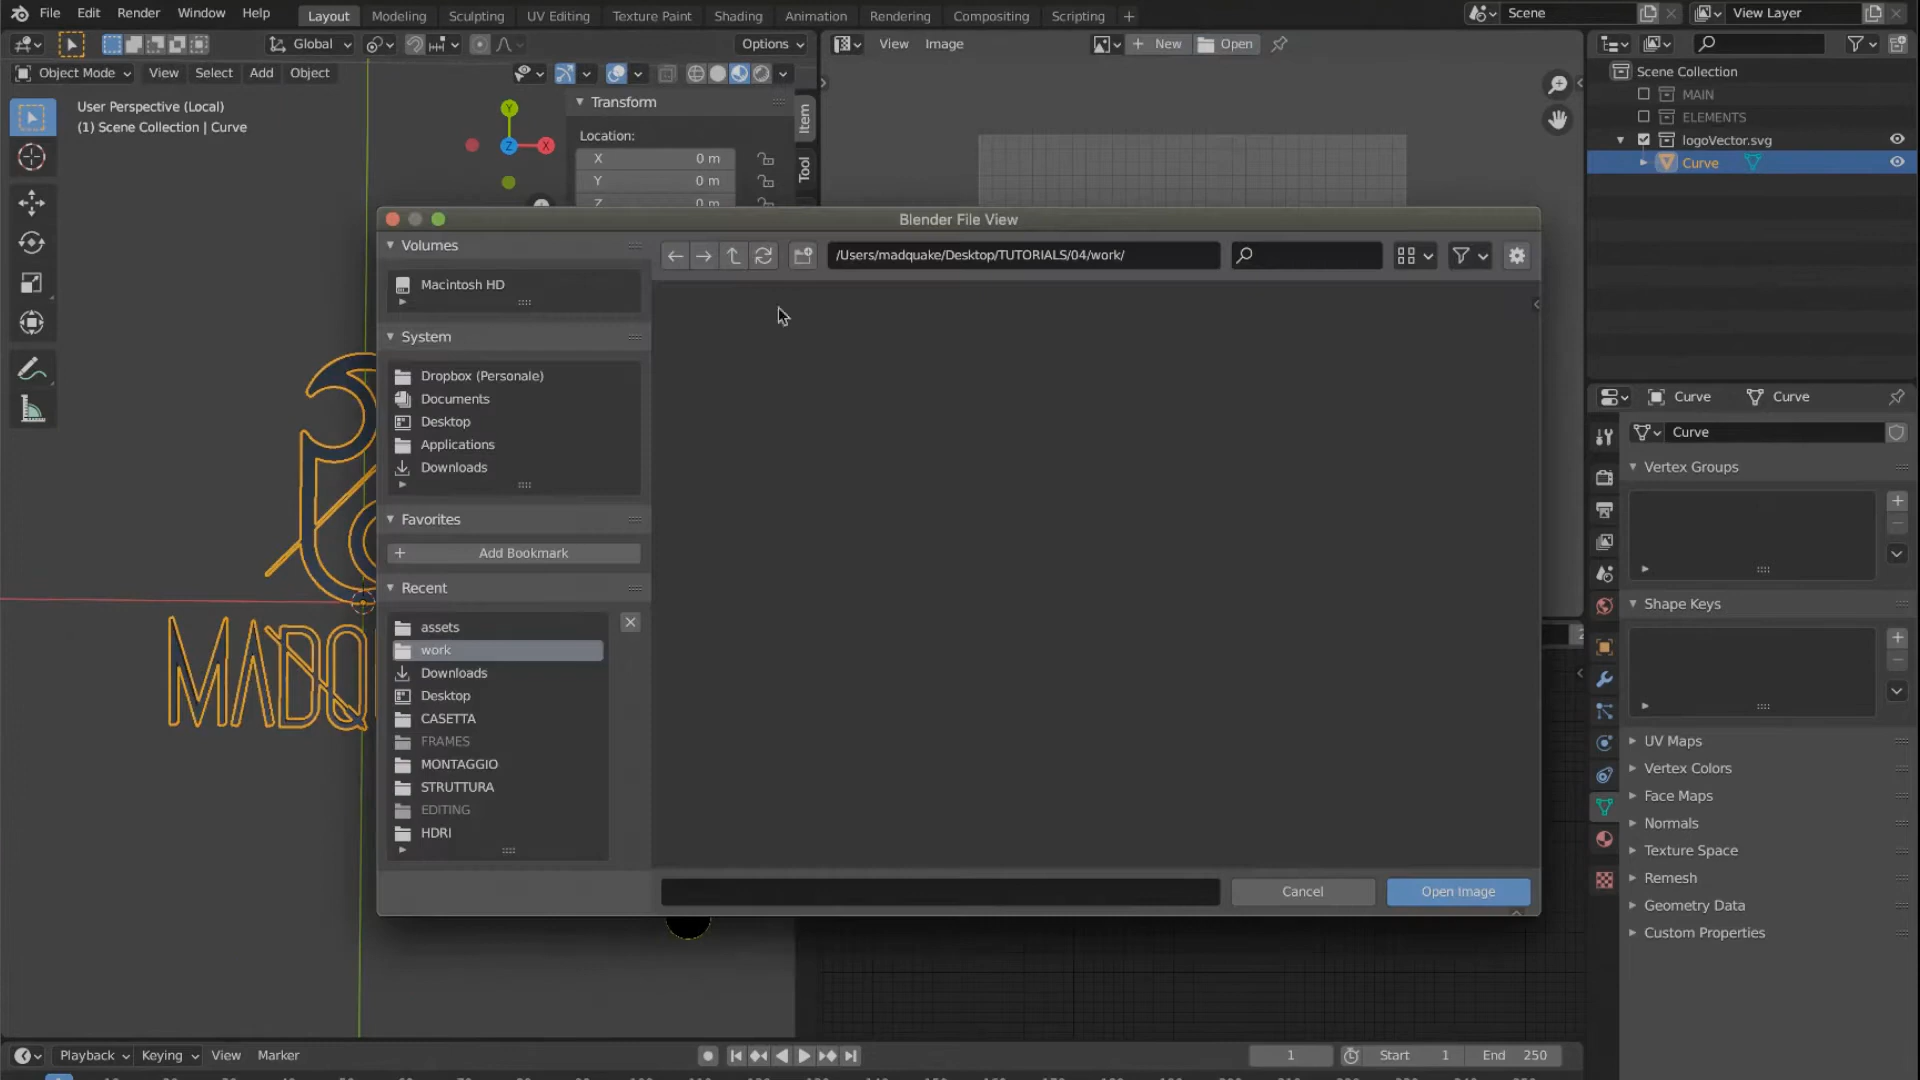 File Edit Render Window Help Layout Modeling Sculpting UV Editing Texture Paint Shading Animation Rendering Compositing Scripting + Scene View Layer
Global Options View Image + New Open
Object Mode View Select Add Object
User Perspective (Local)
(1) Scene Collection | Curve
Transform
Location:
X 0 m
Y 0 m
Z 0 m
Item
Tool
Y
Z
X
Scene Collection
MAIN
ELEMENTS
logoVector.svg
Curve
Blender File View
Volumes
Macintosh HD
System
Dropbox (Personale)
Documents
Desktop
Applications
Downloads
Favorites
+ Add Bookmark
Recent
assets
work
Downloads
Desktop
CASETTA
FRAMES
MONTAGGIO
STRUTTURA
EDITING
HDRI
/Users/madquake/Desktop/TUTORIALS/04/work/
Cancel Open Image
MADQ
Curve Curve
Curve
Vertex Groups
Shape Keys
UV Maps
Vertex Colors
Face Maps
Normals
Texture Space
Remesh
Geometry Data
Custom Properties
Playback Keying View Marker 1 Start 1 End 250